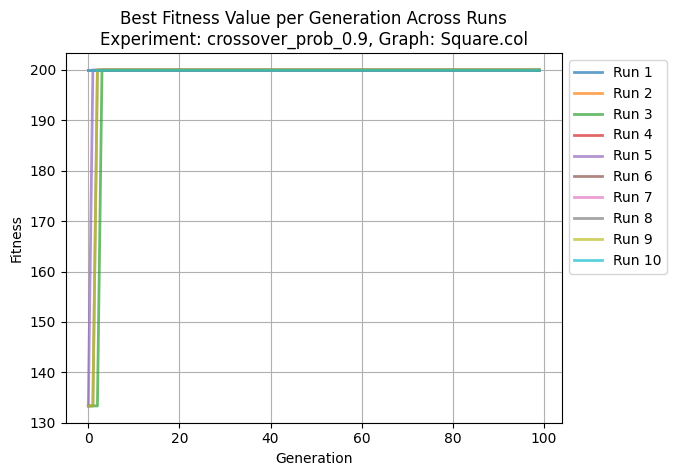 Best Fitness Value per Generation Across Runs
Experiment: crossover_prob_0.9, Graph: Square.col
200
190
180
170
160
150
140
130
Fitness
0
20
40
60
80
100
Generation
Run 1
Run 2
Run 3
Run 4
Run 5
Run 6
Run 7
Run 8
Run 9
Run 10